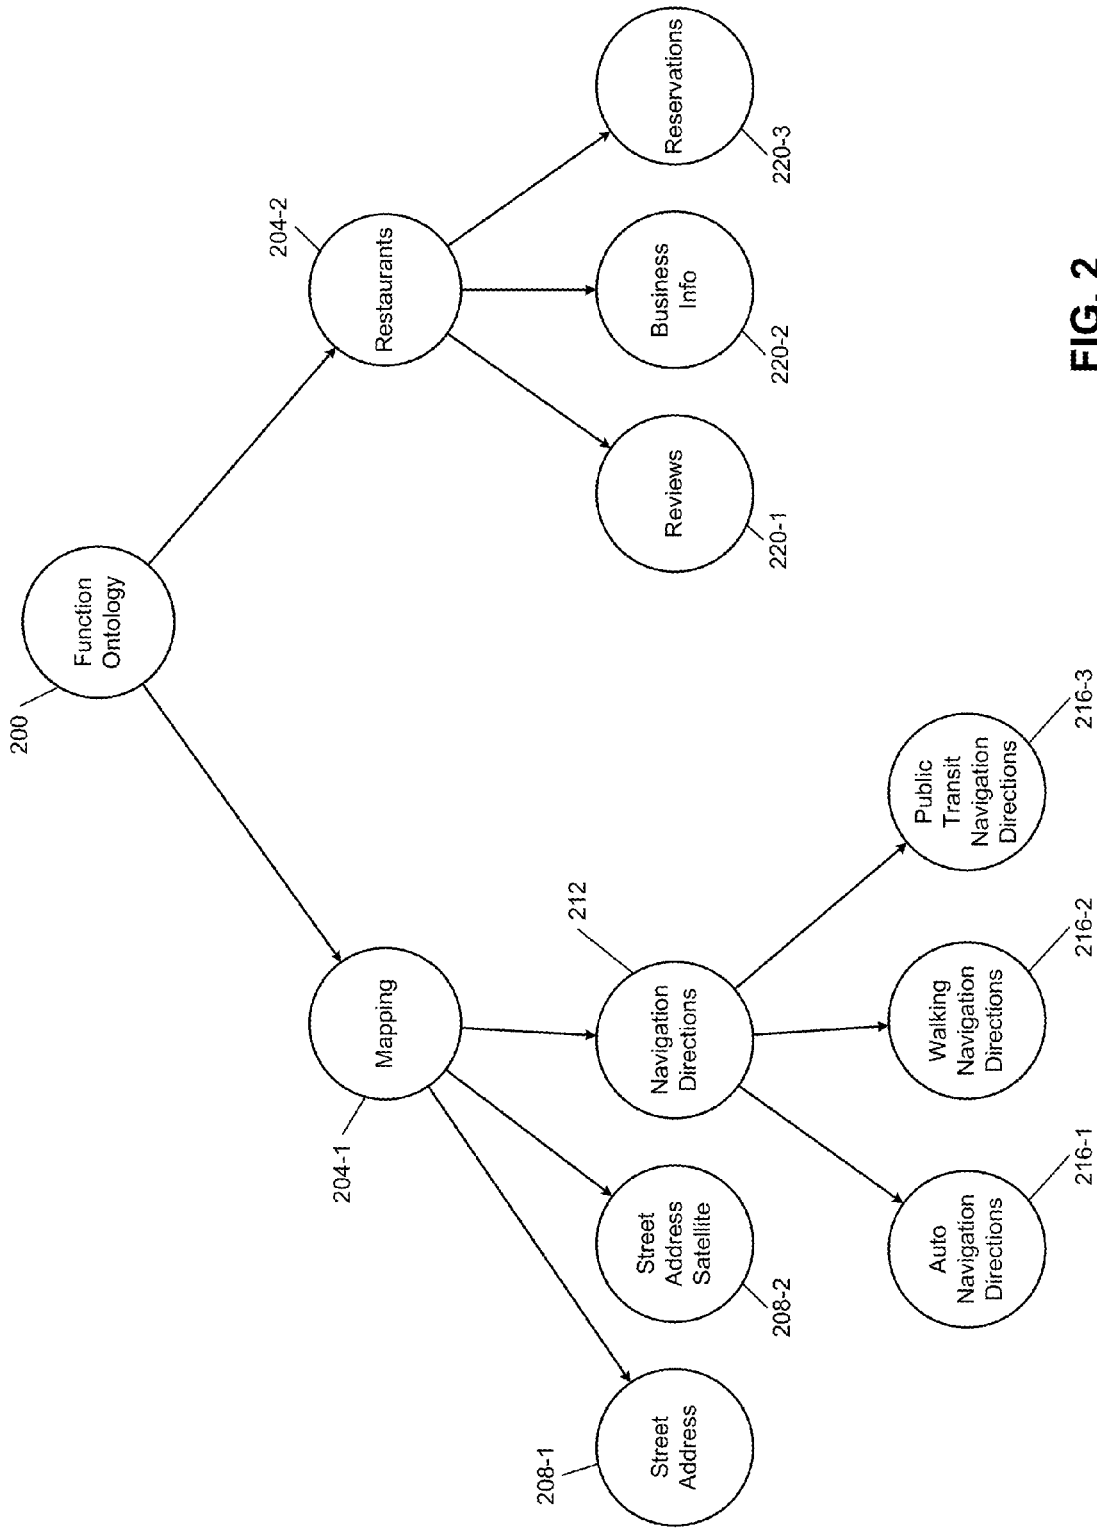 200
Function
Ontology
204-1
Mapping
204-2
Restaurants
208-1
Street
Address
Street
Address
Satellite
208-2
212
Navigation
Directions
Reviews
220-1
Business
Info
220-2
Reservations
220-3
Auto
Navigation
Directions
216-1
Walking
Navigation
Directions
216-2
Public
Transit
Navigation
Directions
216-3
FIG. 2